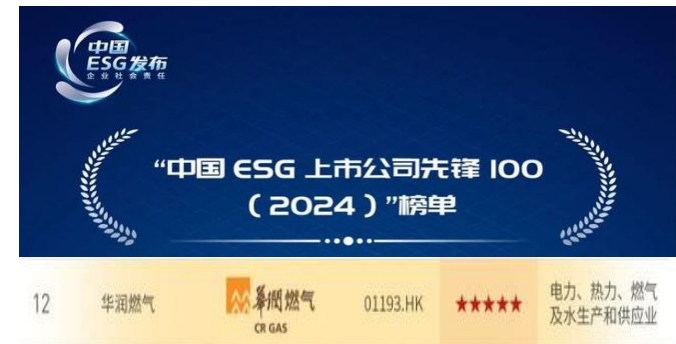 中国
ESG发布
企业社会责任
“中国 ESG 上市公司先锋 100
（2024）”榜单
12
华润燃气
華潤燃气
CR GAS
01193.HK
★★★★★
电力、热力、燃气
及水生产和供应业